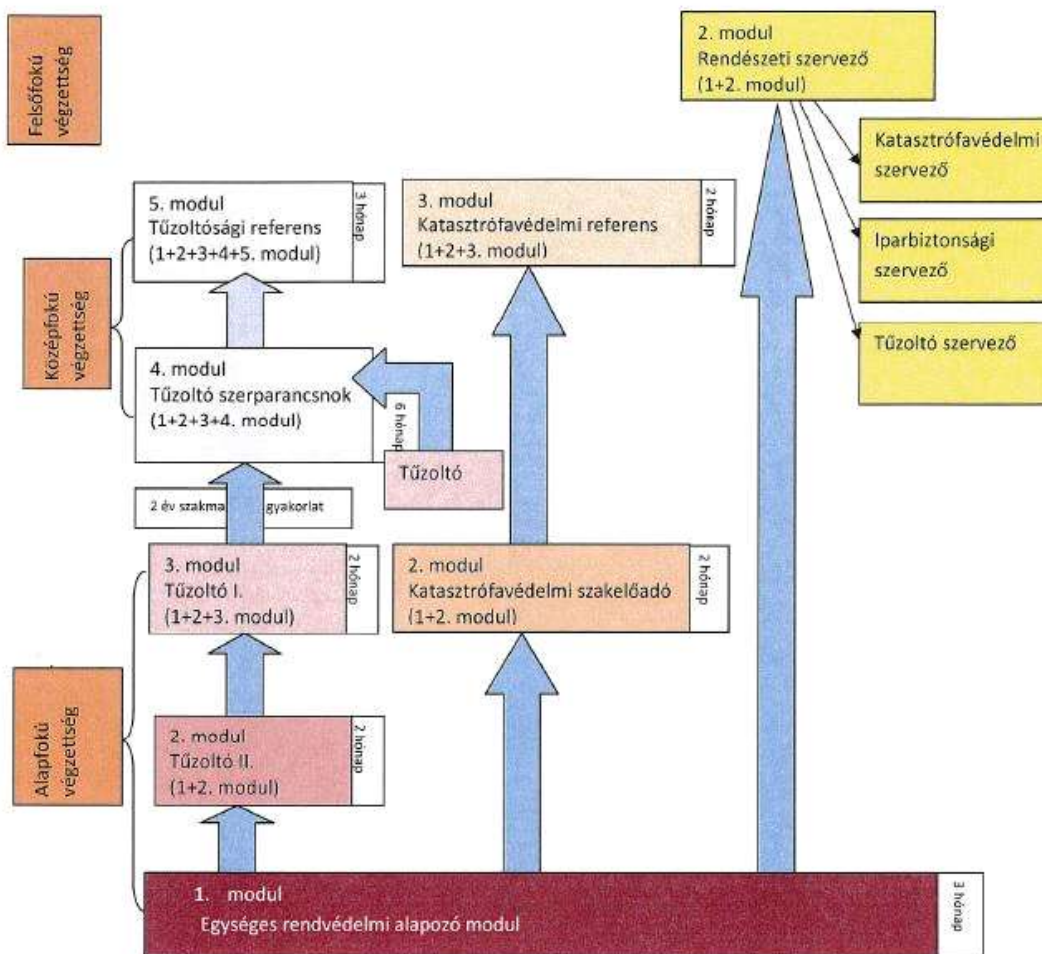 Felsőfokú
végzettség
2. modul
Rendészeti szervező
(1+2. modul)
Katasztrófavédelmi
szervező
Iparbiztonsági
szervező
Tűzoltó szervező
Középfokú
végzettség
5. modul
Tűzoltósági referens
(1+2+3+4+5. modul)
3 hónap
3. modul
Katasztrófavédelmi referens
(1+2+3. modul)
2 hónap
4. modul
Tűzoltó szerparancsnok
(1+2+3+4. modul)
6 hónap
Tűzoltó
2 év szakma gyakorlat
Alapfokú
végzettség
3. modul
Tűzoltó I.
(1+2+3. modul)
2 hónap
2. modul
Katasztrófavédelmi szakelőadó
(1+2. modul)
2 hónap
2. modul
Tűzoltó II.
(1+2. modul)
2 hónap
1. modul
Egységes rendvédelmi alapozó modul
3 hónap